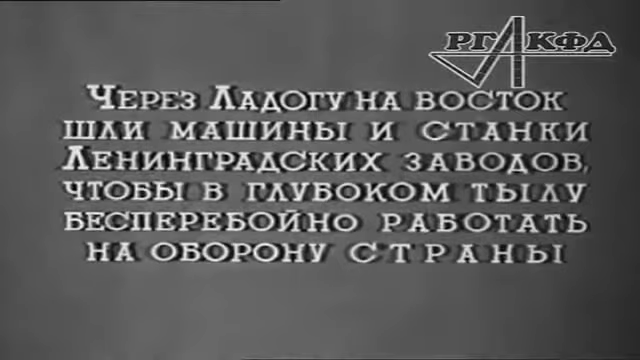 РГАКФД
Через Ладогу на восток
шли машины и станки
Ленинградских заводов,
чтобы в глубоком тылу
бесперебойно работать
на оборону страны